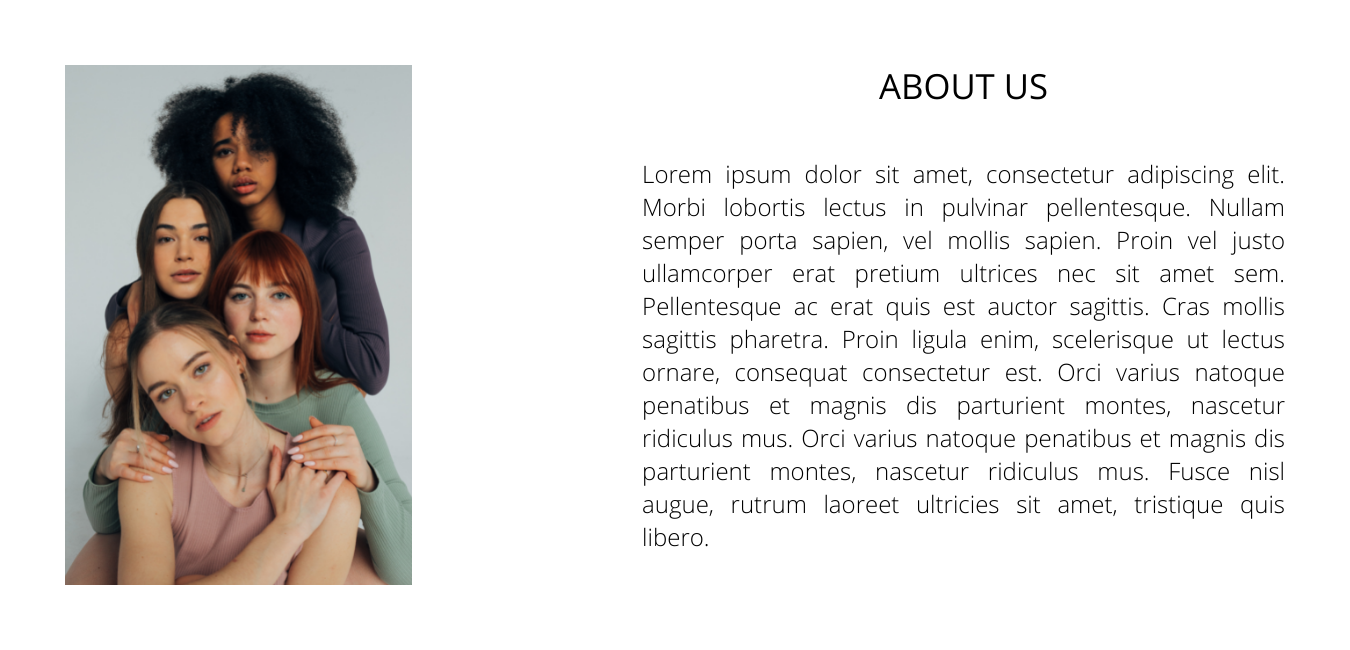 ABOUT US
Lorem ipsum dolor sit amet, consectetur adipiscing elit.
Morbi lobortis lectus in pulvinar pellentesque. Nullam
semper porta sapien, vel mollis sapien. Proin vel justo
ullamcorper erat pretium ultrices nec sit amet sem.
Pellentesque ac erat quis est auctor sagittis. Cras mollis
sagittis pharetra. Proin ligula enim, scelerisque ut lectus
ornare, consequat consectetur est. Orci varius natoque
penatibus et magnis dis parturient montes, nascetur
ridiculus mus. Orci varius natoque penatibus et magnis dis
parturient montes, nascetur ridiculus mus. Fusce nisl
augue, rutrum laoreet ultricies sit amet, tristique quis
libero.